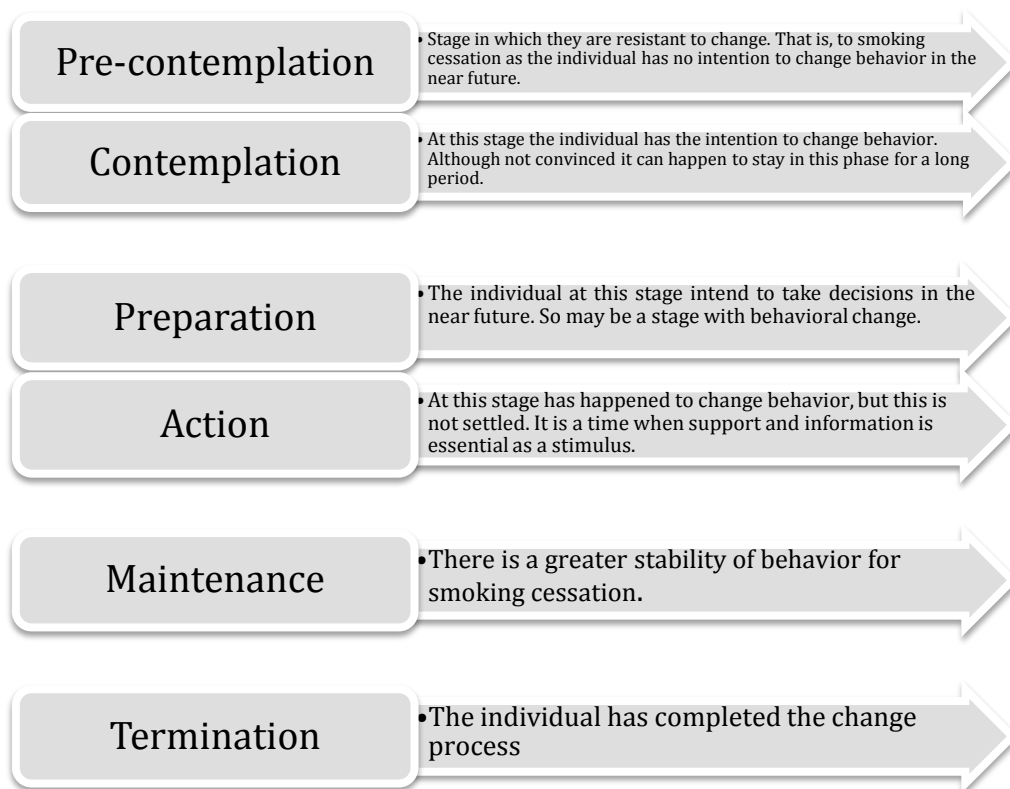 Pre-contemplation
• Stage in which they are resistant to change. That is, to smoking
cessation as the individual has no intention to change behavior in the
near future.
Contemplation
• At this stage the individual has the intention to change behavior.
Although not convinced it can happen to stay in this phase for a long
period.
Preparation
• The individual at this stage intend to take decisions in the
near future. So may be a stage with behavioral change.
Action
• At this stage has happened to change behavior, but this is
not settled. It is a time when support and information is
essential as a stimulus.
Maintenance
• There is a greater stability of behavior for
smoking cessation.
Termination
• The individual has completed the change
process